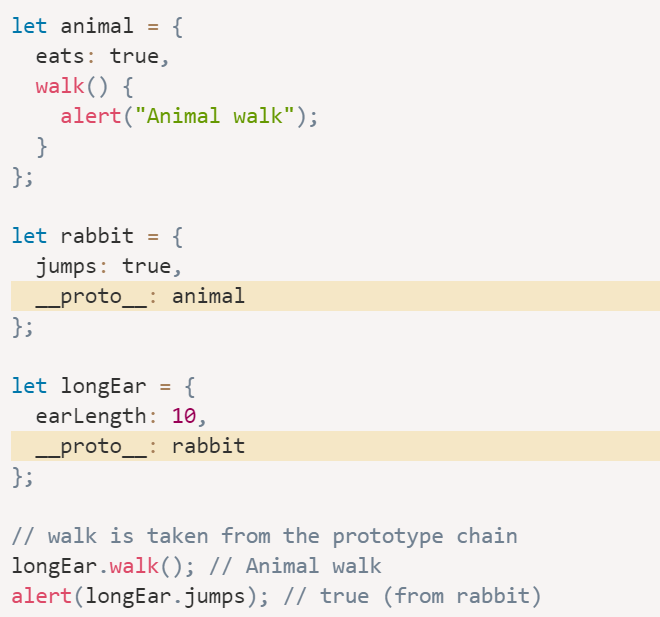 let animal = {
  eats: true,
  walk() {
    alert("Animal walk");
  }
};

let rabbit = {
  jumps: true,
  __proto__: animal
};

let longEar = {
  earLength: 10,
  __proto__: rabbit
};

// walk is taken from the prototype chain
longEar.walk(); // Animal walk
alert(longEar.jumps); // true (from rabbit)